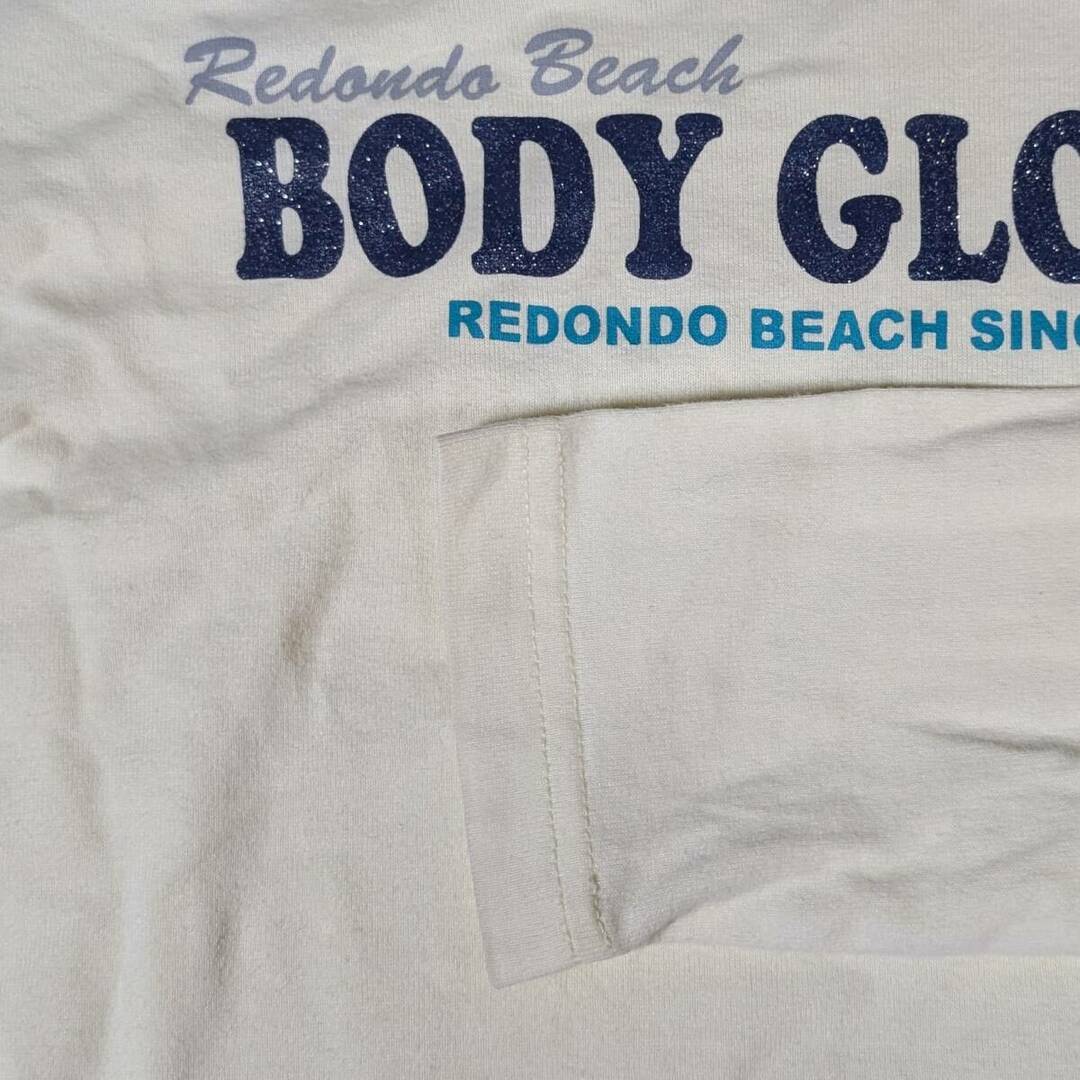 Redondo Beach
BODY GLO
REDONDO BEACH SINC